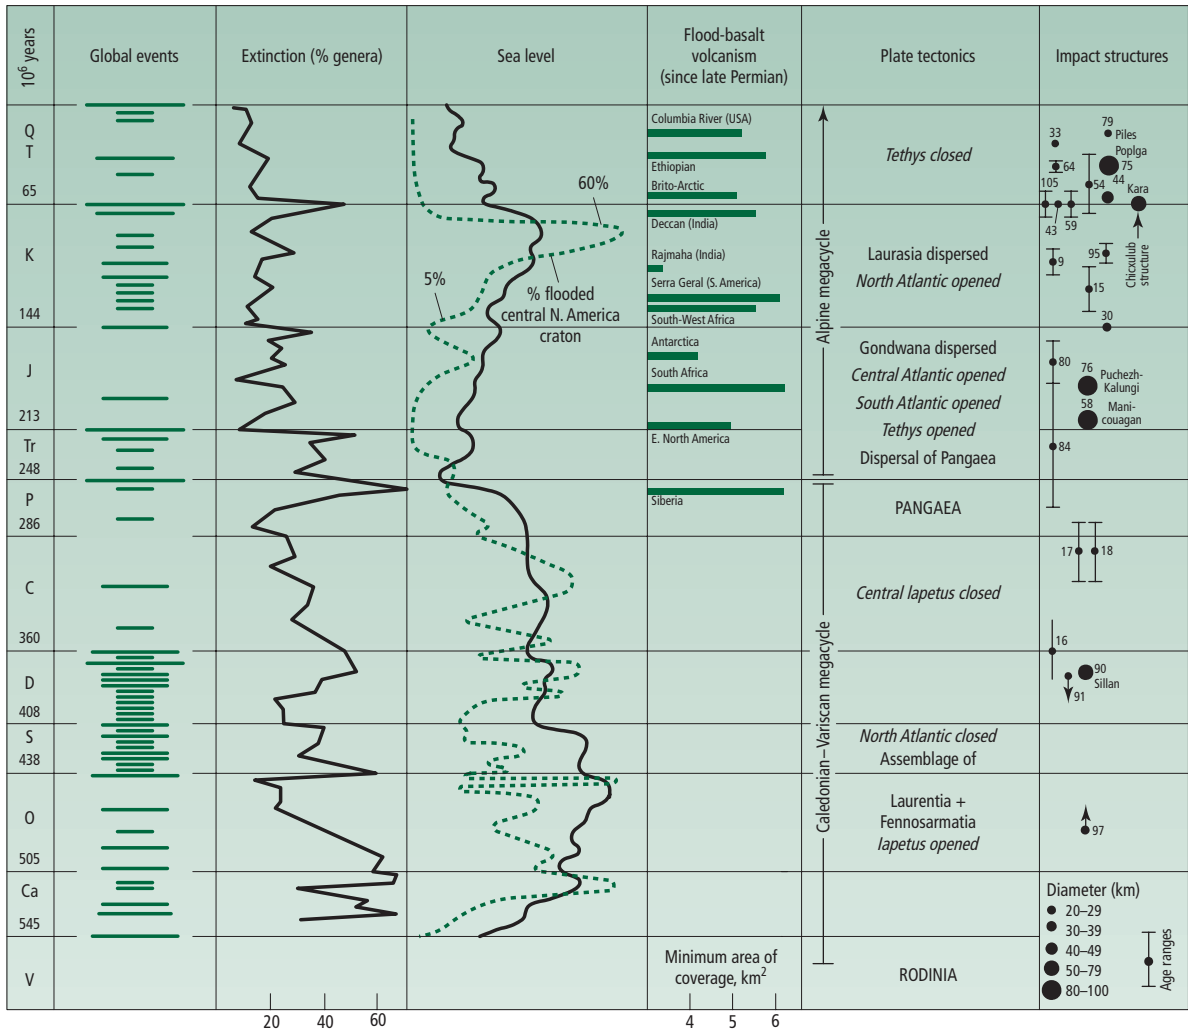 10⁶ years
Global events
Extinction (% genera)
Sea level
Flood-basalt
volcanism
(since late Permian)
Plate tectonics
Impact structures
Q
T
65
K
144
J
213
Tr
248
P
286
C
360
D
408
S
438
O
505
Ca
545
V
20
40
60
60%
5%
% flooded
central N. America
craton
Columbia River (USA)
Ethiopian
Brito-Arctic
Deccan (India)
Rajmaha (India)
Serra Geral (S. America)
South-West Africa
Antarctica
South Africa
E. North America
Siberia
Minimum area of
coverage, km²
4
5
6
Alpine megacycle
Caledonian–Variscan megacycle
Tethys closed
Laurasia dispersed
North Atlantic opened
Gondwana dispersed
Central Atlantic opened
South Atlantic opened
Tethys opened
Dispersal of Pangaea
PANGAEA
Central Iapetus closed
North Atlantic closed
Assemblage of
Laurentia +
Fennosarmatia
Iapetus opened
RODINIA
33
79
Piles
Poplga
64
75
105
54
44
Kara
43
59
Chicxulub
structure
9
95
15
30
80
76
Puchezh-
Kalungi
58
Mani-
couagan
84
17
18
16
90
Sillan
91
97
Diameter (km)
20–29
30–39
40–49
50–79
80–100
Age ranges